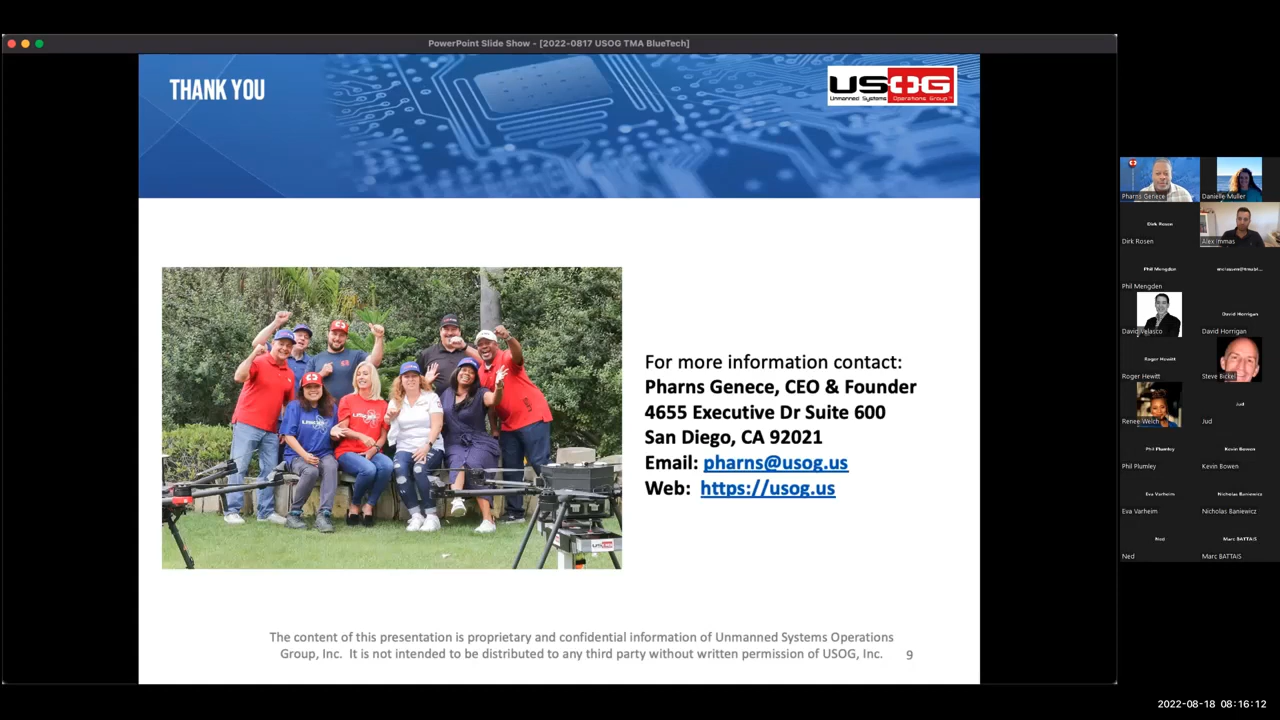 PowerPoint Slide Show - [2022-0817 USOG TMA BlueTech]
THANK YOU
USOG
Unmanned Systems Operations Group
For more information contact:
Pharns Genece, CEO & Founder
4655 Executive Dr Suite 600
San Diego, CA 92021
Email: pharns@usog.us
Web: https://usog.us
The content of this presentation is proprietary and confidential information of Unmanned Systems Operations
Group, Inc. It is not intended to be distributed to any third party without written permission of USOG, Inc.
9
Pharns Genece
Danielle Muller
Dirk Rosen
Dirk Rosen
Alex Immas
Phil Mengden
Phil Mengden
David Velasco
David Horrigan
David Horrigan
Roger Hewitt
Roger Hewitt
Steve Bickel
Renee Welch
Jud
Jud
Phil Plumley
Phil Plumley
Kevin Bowen
Kevin Bowen
Eva Varheim
Eva Varheim
Nicholas Baniewicz
Nicholas Baniewicz
Ned
Ned
Marc BATTAIS
Marc BATTAIS
2022-08-18 08:16:12